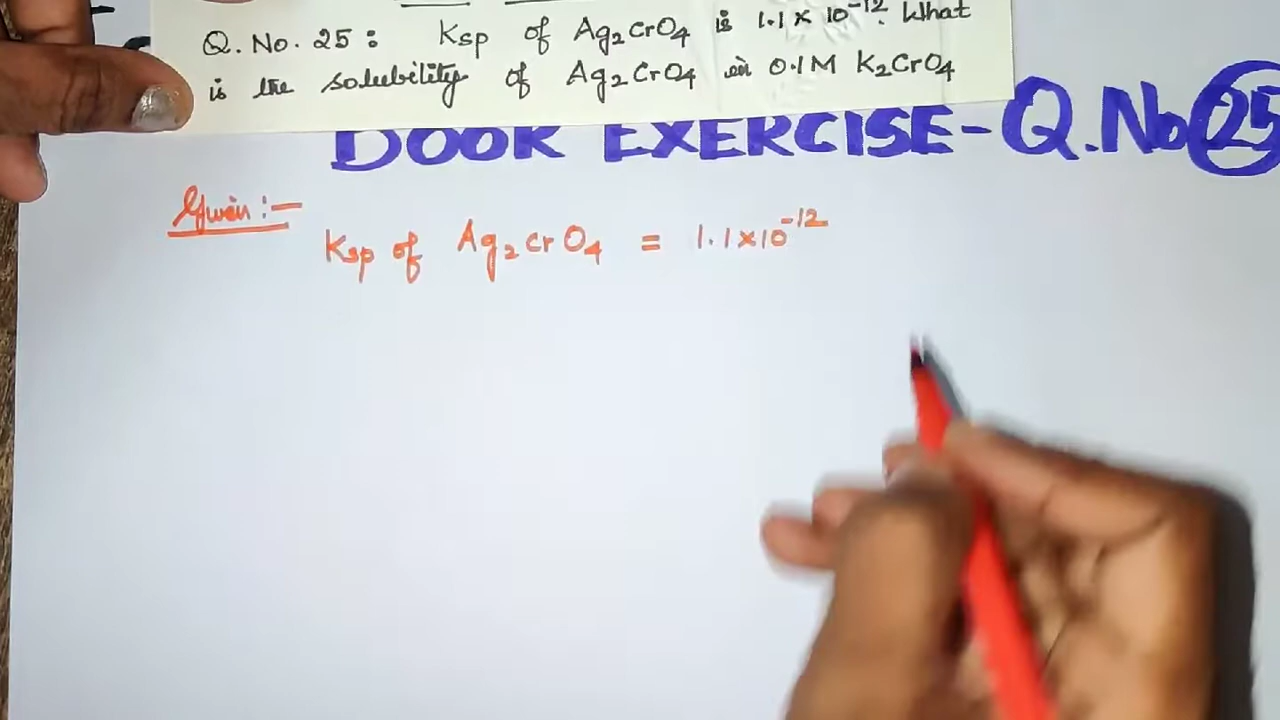 Q. No. 25: Ksp of Ag₂CrO₄ is 1.1 × 10⁻¹². What
is the solubility of Ag₂CrO₄ in 0.1M K₂CrO₄
EXERCISE-Q.No 25
Given:-
Ksp of Ag₂CrO₄ = 1.1×10⁻¹²